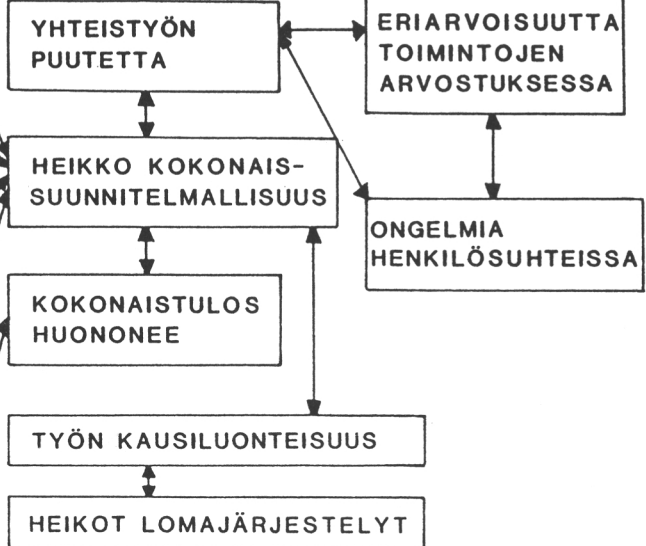 YHTEISTYÖN
PUUTETTA
ERIARVOISUUTTA
TOIMINTOJEN
ARVOSTUKSESSA
HEIKKO KOKONAIS-
SUUNNITELMALLISUUS
ONGELMIA
HENKILÖSUHTEISSA
KOKONAISTULOS
HUONONEE
TYÖN KAUSILUONTEISUUS
HEIKOT LOMAJÄRJESTELYT